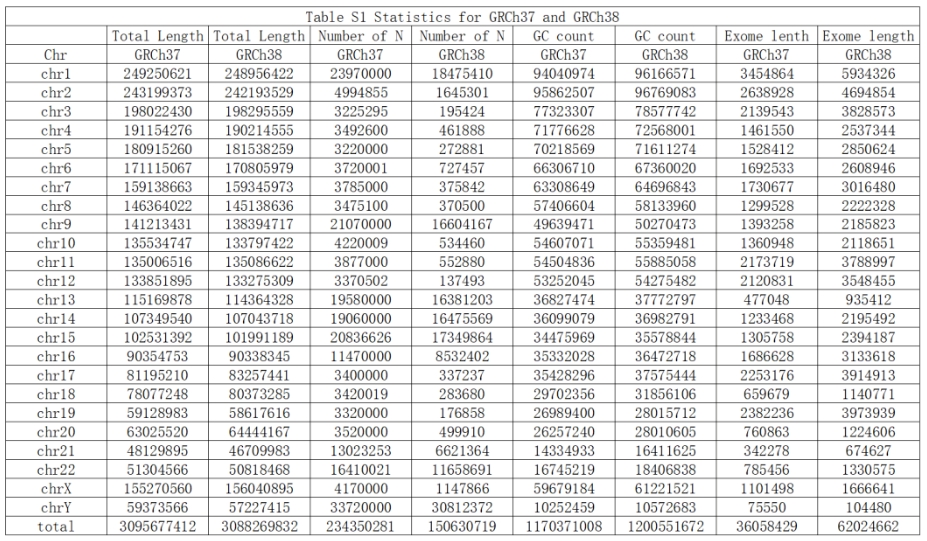 Table S1 Statistics for GRCh37 and GRCh38
Total Length Total Length Number of N Number of N GC count GC count Exome lenth Exome length
Chr GRCh37 GRCh38 GRCh37 GRCh38 GRCh37 GRCh38 GRCh37 GRCh38
chr1 249250621 248956422 23970000 18475410 94040974 96166571 3454864 5934326
chr2 243199373 242193529 4994855 1645301 95862507 96769083 2638928 4694854
chr3 198022430 198295559 3225295 195424 77323307 78577742 2139543 3828573
chr4 191154276 190214555 3492600 461888 71776628 72568001 1461550 2537344
chr5 180915260 181538259 3220000 272881 70218569 71611274 1528412 2850624
chr6 171115067 170805979 3720001 727457 66306710 67360020 1692533 2608946
chr7 159138663 159345973 3785000 375842 63308649 64696843 1730677 3016480
chr8 146364022 145138636 3475100 370500 57406604 58133960 1299528 2222328
chr9 141213431 138394717 21070000 16604167 49639471 50270473 1393258 2185823
chr10 135534747 133797422 4220009 534460 54607071 55359481 1360948 2118651
chr11 135006516 135086622 3877000 552880 54504836 55885058 2173719 3788997
chr12 133851895 133275309 3370502 137493 53252045 54275482 2120831 3548455
chr13 115169878 114364328 19580000 16381203 36827474 37772797 477048 935412
chr14 107349540 107043718 19060000 16475569 36099079 36982791 1233468 2195492
chr15 102531392 101991189 20836626 17349864 34475969 35578844 1305758 2394187
chr16 90354753 90338345 11470000 8532402 35332028 36472718 1686628 3133618
chr17 81195210 83257441 3400000 337237 35428296 37575444 2253176 3914913
chr18 78077248 80373285 3420019 283680 29702356 31856106 659679 1140771
chr19 59128983 58617616 3320000 176858 26989400 28015712 2382236 3973939
chr20 63025520 64444167 3520000 499910 26257240 28010605 760863 1224606
chr21 48129895 46709983 13023253 6621364 14334933 16411625 342278 674627
chr22 51304566 50818468 16410021 11658691 16745219 18406838 785456 1330575
chrX 155270560 156040895 4170000 1147866 59679184 61221521 1101498 1666641
chrY 59373566 57227415 33720000 30812372 10252459 10572683 75550 104480
total 3095677412 3088269832 234350281 150630719 1170371008 1200551672 36058429 62024662